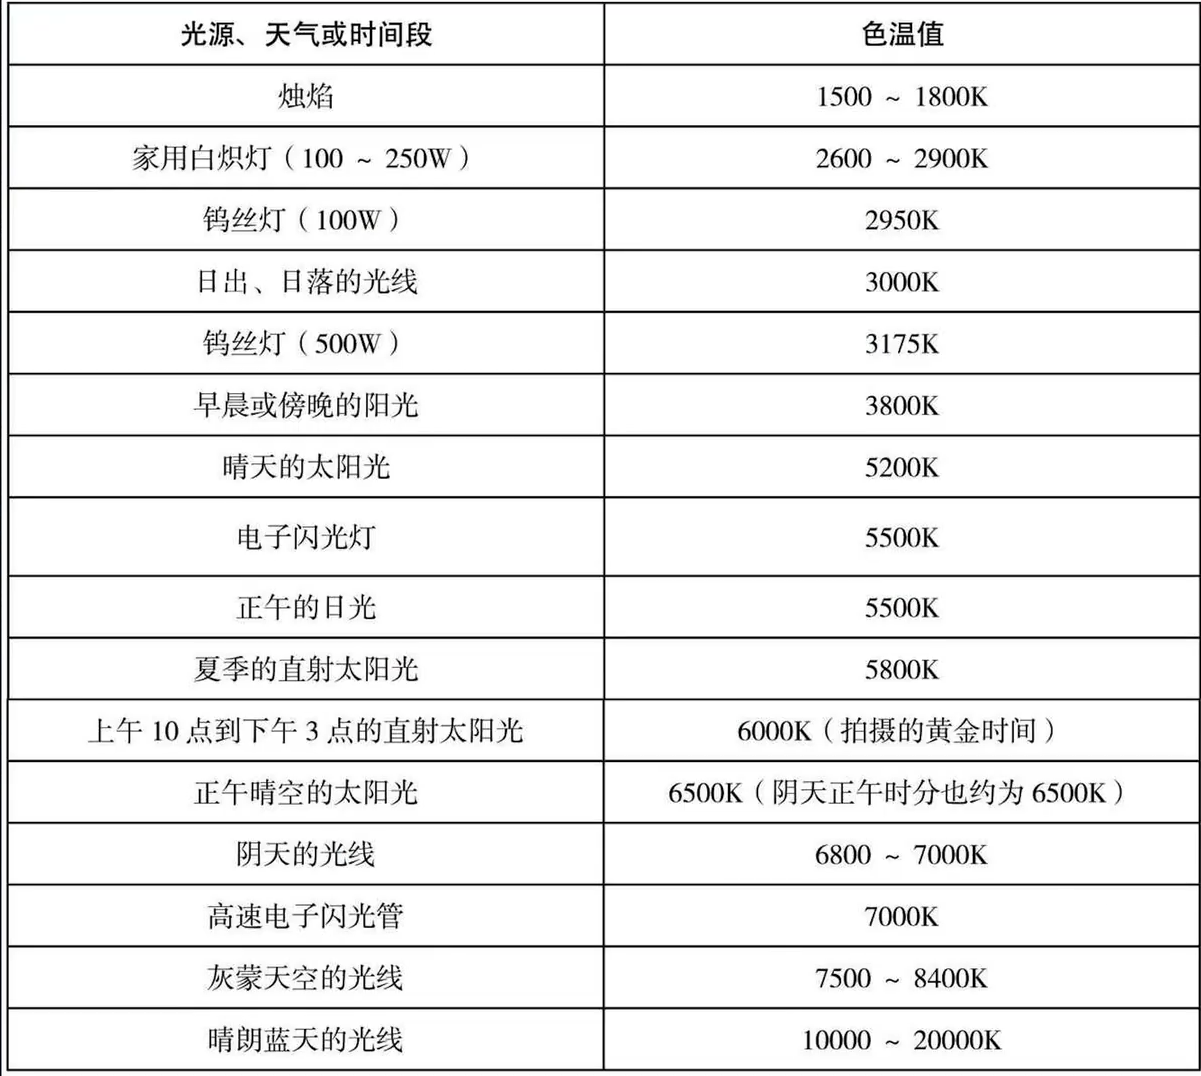 光源、天气或时间段 色温值
烛焰 1500 ~ 1800K
家用白炽灯（100 ~ 250W） 2600 ~ 2900K
钨丝灯（100W） 2950K
日出、日落的光线 3000K
钨丝灯（500W） 3175K
早晨或傍晚的阳光 3800K
晴天的太阳光 5200K
电子闪光灯 5500K
正午的日光 5500K
夏季的直射太阳光 5800K
上午 10 点到下午 3 点的直射太阳光 6000K（拍摄的黄金时间）
正午晴空的太阳光 6500K（阴天正午时分也约为 6500K）
阴天的光线 6800 ~ 7000K
高速电子闪光管 7000K
灰蒙天空的光线 7500 ~ 8400K
晴朗蓝天的光线 10000 ~ 20000K